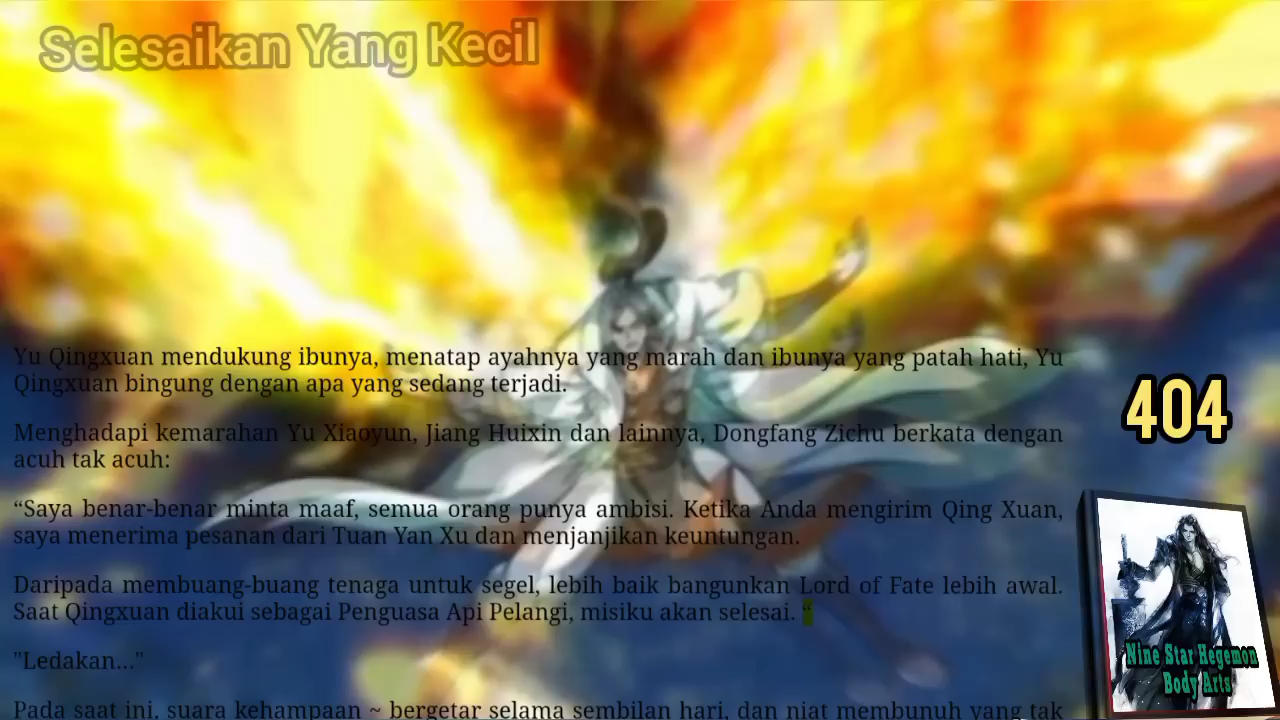 Selesaikan Yang Kecil
Yu Qingxuan mendukung ibunya, menatap ayahnya yang marah dan ibunya yang patah hati, Yu
Qingxuan bingung dengan apa yang sedang terjadi.
Menghadapi kemarahan Yu Xiaoyun, Jiang Huixin dan lainnya, Dongfang Zichu berkata dengan
acuh tak acuh:
“Saya benar-benar minta maaf, semua orang punya ambisi. Ketika Anda mengirim Qing Xuan,
saya menerima pesanan dari Tuan Yan Xu dan menjanjikan keuntungan.
Daripada membuang-buang tenaga untuk segel, lebih baik bangunkan Lord of Fate lebih awal.
Saat Qingxuan diakui sebagai Penguasa Api Pelangi, misiku akan selesai. “
"Ledakan..."
Pada saat ini, suara kehampaan ~ bergetar selama sembilan hari, dan niat membunuh yang tak
404
Nine Star Hegemon
Body Arts